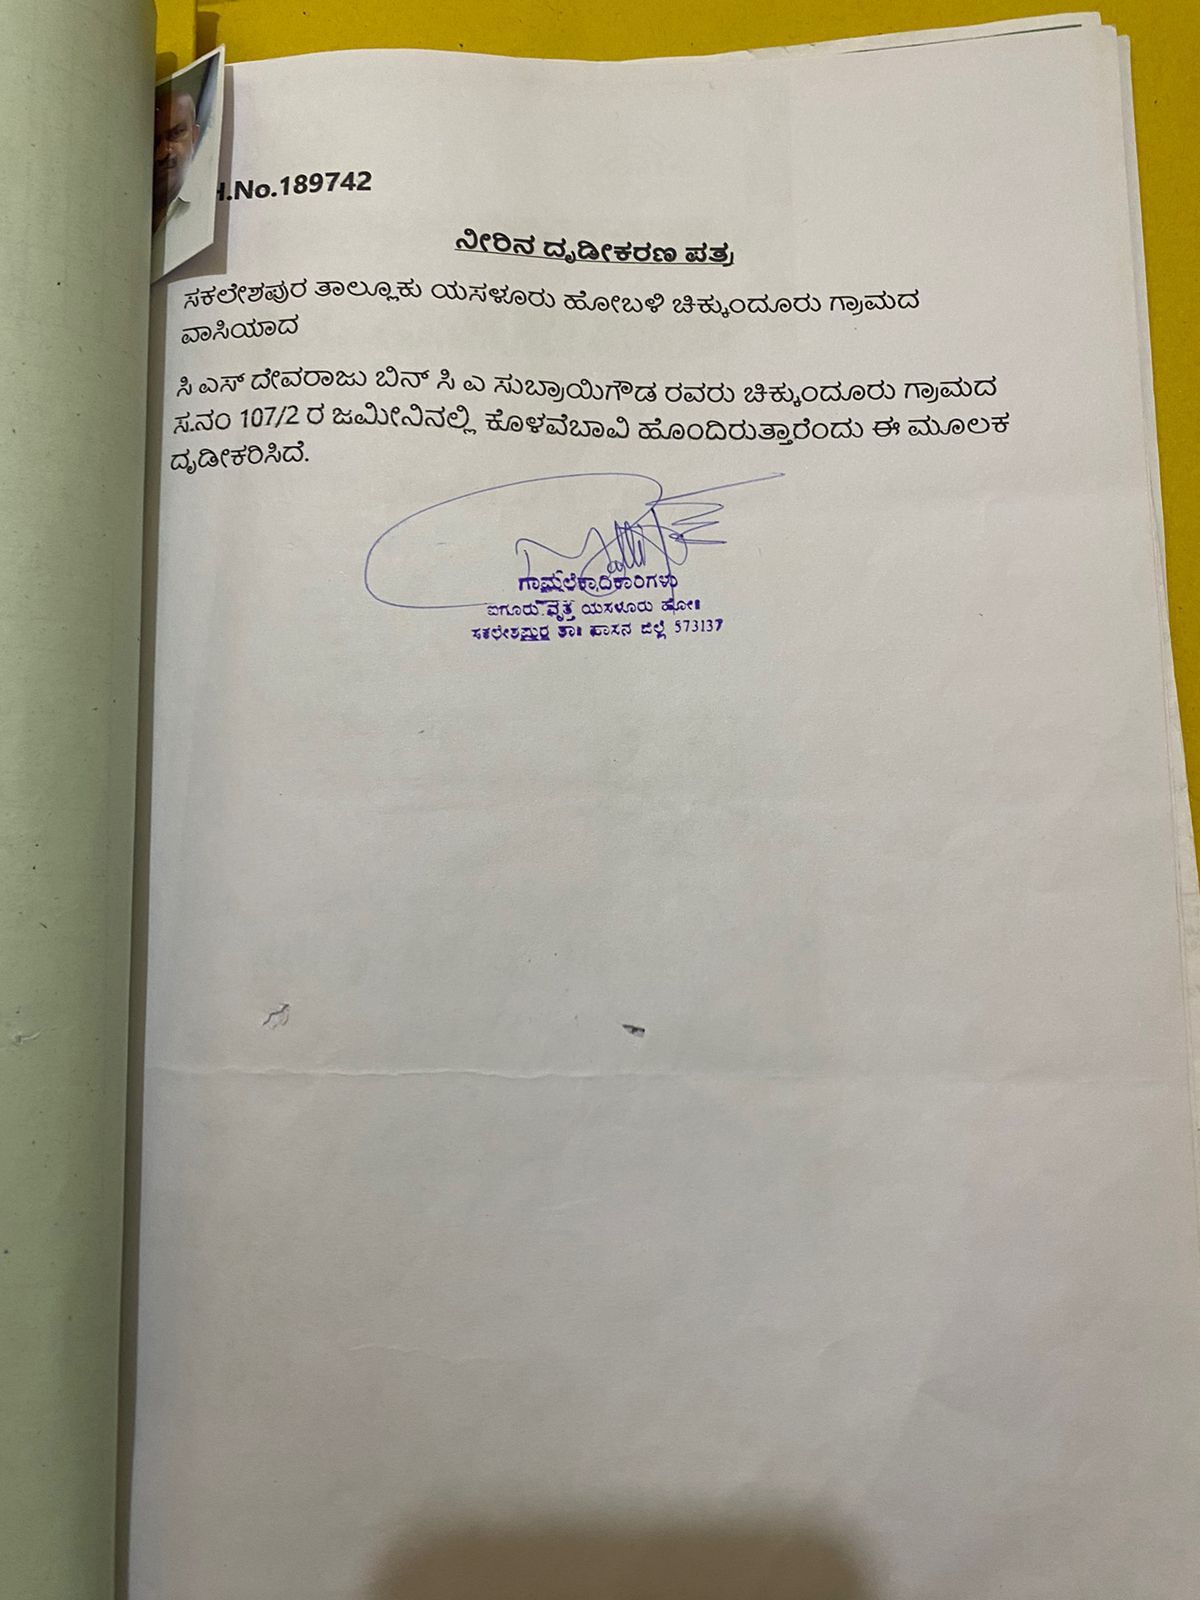 H.No.189742
ನೀರಿನ ದೃಡೀಕರಣ ಪತ್ರ
ಸಕಲೇಶಪುರ ತಾಲ್ಲೂಕು ಯಸಳೂರು ಹೋಬಳಿ ಚಿಕ್ಕುಂದೂರು ಗ್ರಾಮದ
ವಾಸಿಯಾದ
ಸಿ ಎಸ್ ದೇವರಾಜು ಬಿನ್ ಸಿ ಎ ಸುಬ್ರಾಯಿಗೌಡ ರವರು ಚಿಕ್ಕುಂದೂರು ಗ್ರಾಮದ
ಸ.ನಂ 107/2 ರ ಜಮೀನಿನಲ್ಲಿ ಕೊಳವೆಬಾವಿ ಹೊಂದಿರುತ್ತಾರೆಂದು ಈ ಮೂಲಕ
ದೃಡೀಕರಿಸಿದೆ.
ಗ್ರಾಮಲೆಕ್ಕಾದಿಕಾರಿಗಳು
ಐಗೂರು ವೃತ್ತ ಯಸಳೂರು ಹೋ॥
ಸಕಲೇಶಪುರ ತಾ॥ ಹಾಸನ ಜಿಲ್ಲೆ 573137